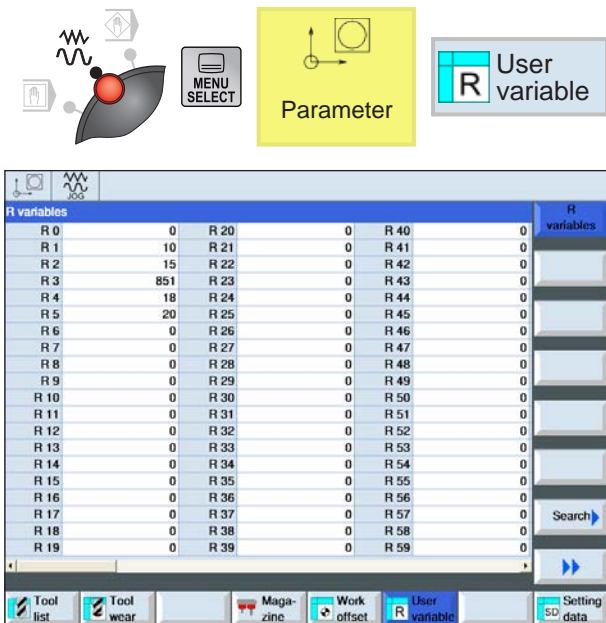 MENU
SELECT
Parameter
R
User
variable
JOG
R variables
R
variables
R 0 0 R 20 0 R 40 0
R 1 10 R 21 0 R 41 0
R 2 15 R 22 0 R 42 0
R 3 851 R 23 0 R 43 0
R 4 18 R 24 0 R 44 0
R 5 20 R 25 0 R 45 0
R 6 0 R 26 0 R 46 0
R 7 0 R 27 0 R 47 0
R 8 0 R 28 0 R 48 0
R 9 0 R 29 0 R 49 0
R 10 0 R 30 0 R 50 0
R 11 0 R 31 0 R 51 0
R 12 0 R 32 0 R 52 0
R 13 0 R 33 0 R 53 0
R 14 0 R 34 0 R 54 0
R 15 0 R 35 0 R 55 0
R 16 0 R 36 0 R 56 0
R 17 0 R 37 0 R 57 0
R 18 0 R 38 0 R 58 0
R 19 0 R 39 0 R 59 0
Search
Tool
list
Tool
wear
Maga-
zine
Work
offset
R
User
variable
SD
Setting
data